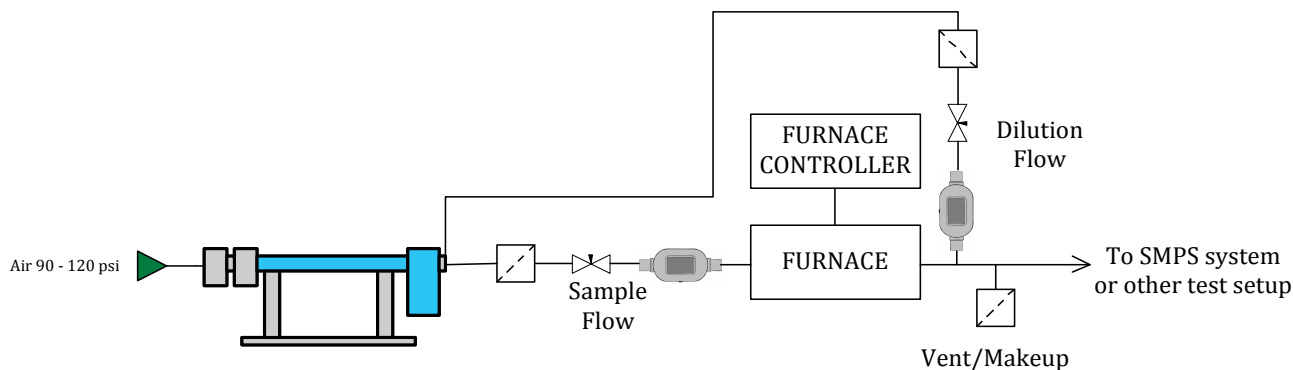 FURNACE
CONTROLLER
Dilution
Flow
Air 90 - 120 psi
Sample
Flow
FURNACE
To SMPS system
or other test setup
Vent/Makeup